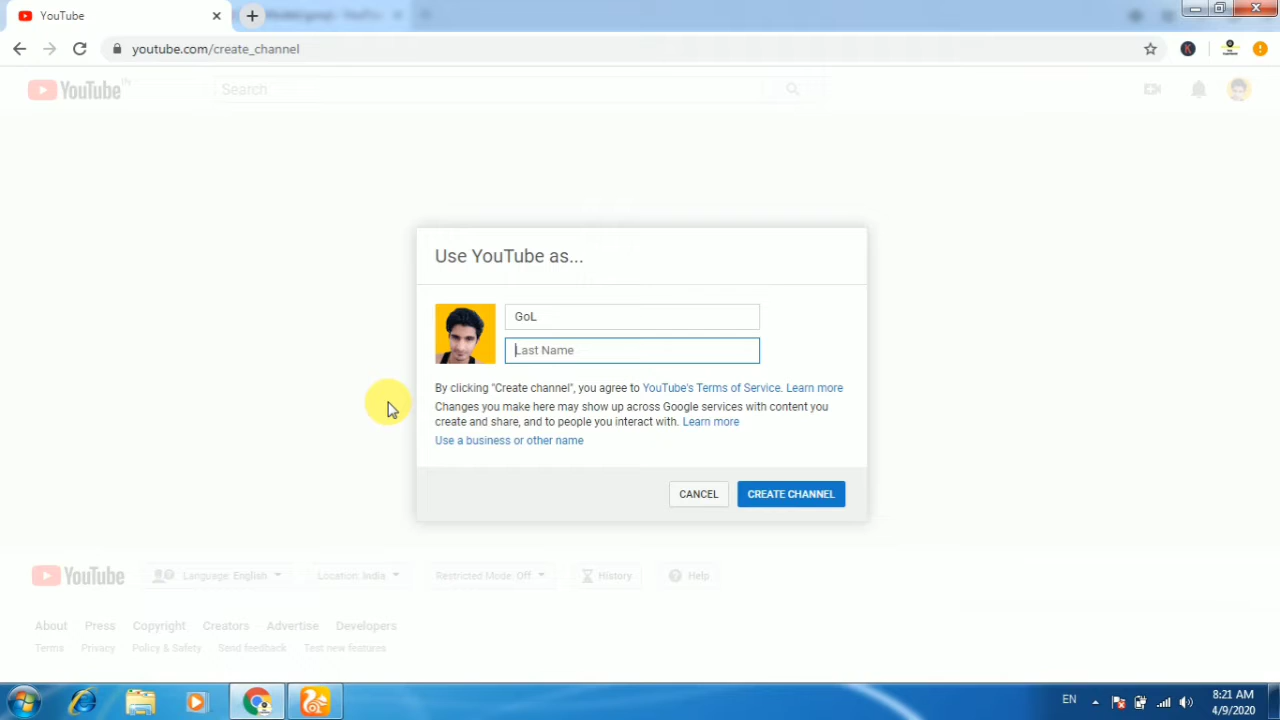 YouTube
youtube.com/create_channel
YouTube IN
Search
Use YouTube as...
GoL
Last Name
By clicking "Create channel", you agree to YouTube's Terms of Service. Learn more
Changes you make here may show up across Google services with content you
create and share, and to people you interact with. Learn more
Use a business or other name
CANCEL
CREATE CHANNEL
YouTube
Language: English
Location: India
Restricted Mode: Off
History
Help
About Press Copyright Creators Advertise Developers
Terms Privacy Policy & Safety Send feedback Test new features
EN
8:21 AM
4/9/2020